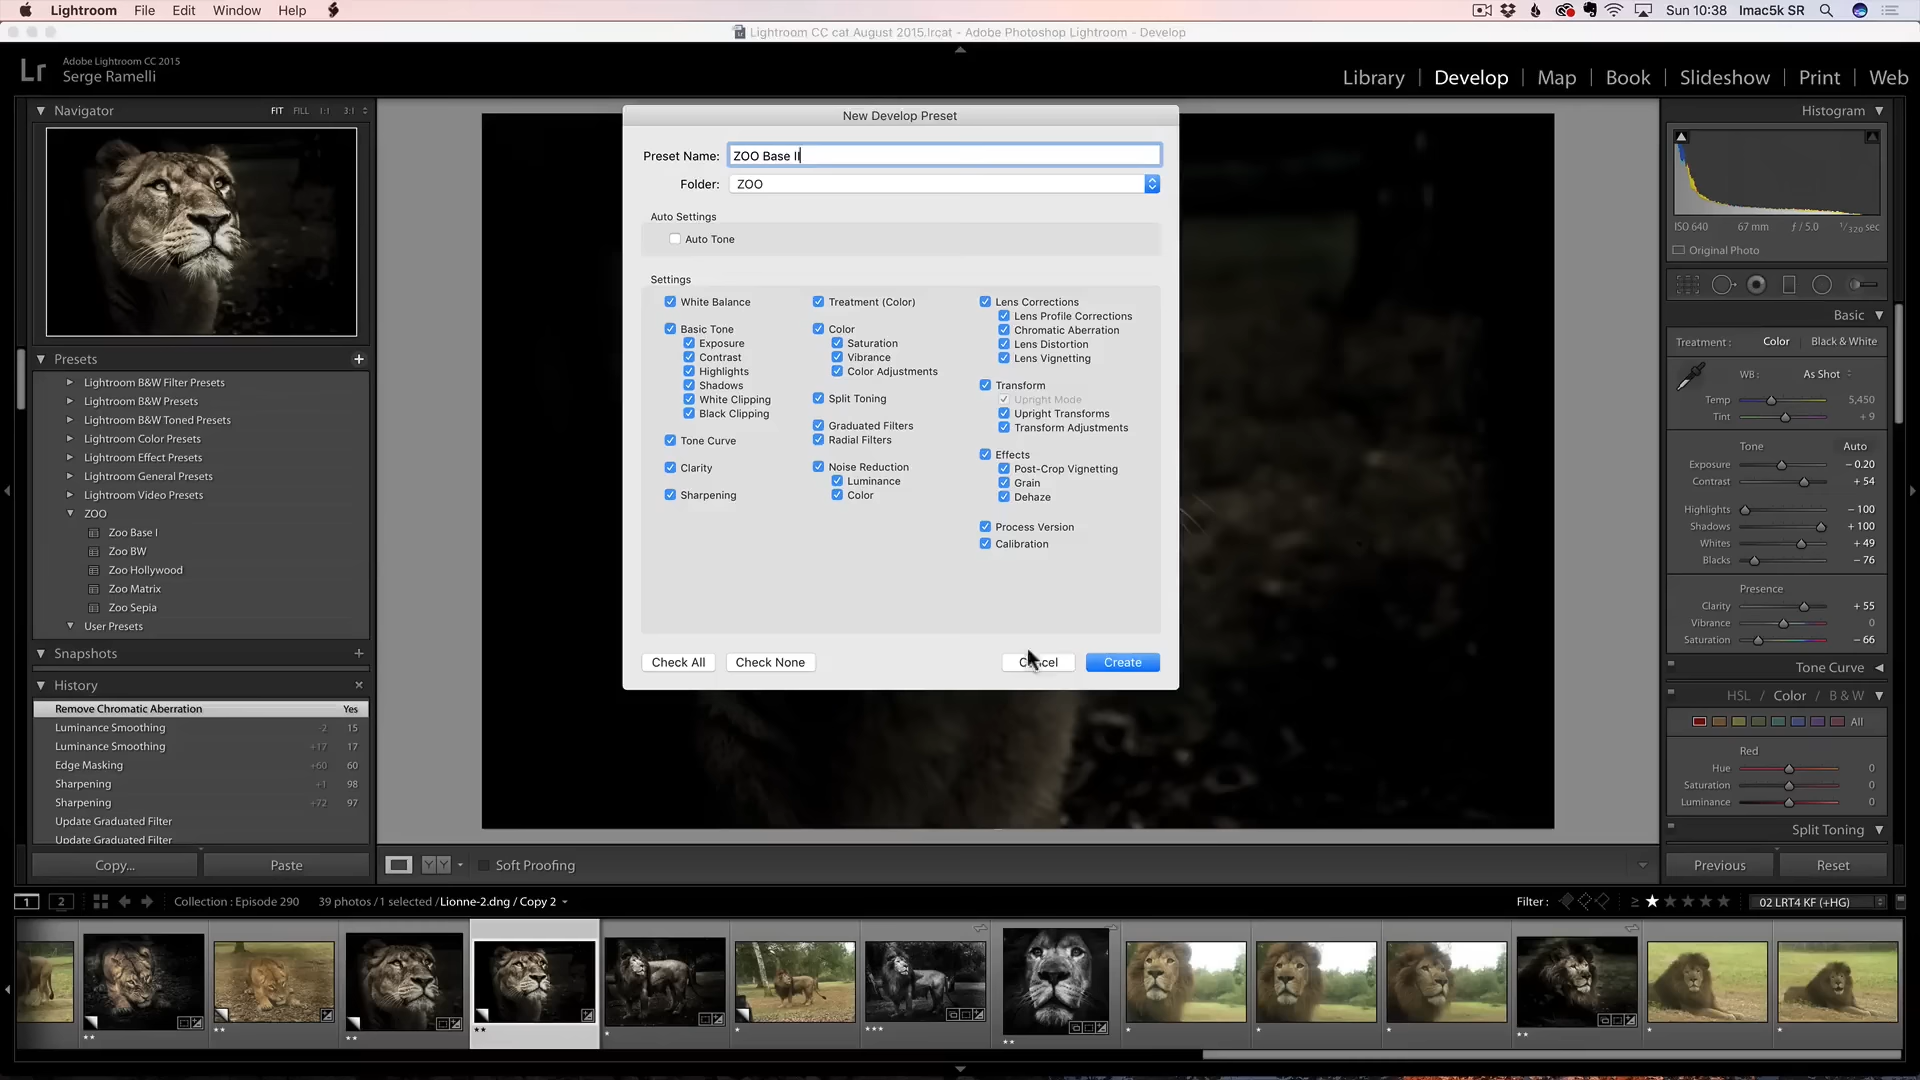 Lightroom File Edit Window Help Sun 10:38 Imac5k SR
Lightroom CC cat August 2015.lrcat - Adobe Photoshop Lightroom - Develop
Lr Adobe Lightroom CC 2015
Serge Ramelli
Library | Develop | Map | Book | Slideshow | Print | Web
Navigator FIT FILL 1:1 3:1
Presets +
Lightroom B&W Filter Presets
Lightroom B&W Presets
Lightroom B&W Toned Presets
Lightroom Color Presets
Lightroom Effect Presets
Lightroom General Presets
Lightroom Video Presets
ZOO
Zoo Base I
Zoo BW
Zoo Hollywood
Zoo Matrix
Zoo Sepia
User Presets
Snapshots +
History ×
Remove Chromatic Aberration Yes
Luminance Smoothing -2 15
Luminance Smoothing +17 17
Edge Masking +60 60
Sharpening +1 98
Sharpening +72 97
Update Graduated Filter
Update Graduated Filter
Copy... Paste
New Develop Preset
Preset Name: ZOO Base II
Folder: ZOO
Auto Settings
Auto Tone
Settings
White Balance
Basic Tone
Exposure
Contrast
Highlights
Shadows
White Clipping
Black Clipping
Tone Curve
Clarity
Sharpening
Treatment (Color)
Color
Saturation
Vibrance
Color Adjustments
Split Toning
Graduated Filters
Radial Filters
Noise Reduction
Luminance
Color
Lens Corrections
Lens Profile Corrections
Chromatic Aberration
Lens Distortion
Lens Vignetting
Transform
Upright Mode
Upright Transforms
Transform Adjustments
Effects
Post-Crop Vignetting
Grain
Dehaze
Process Version
Calibration
Check All Check None Cancel Create
Histogram
ISO 640 67 mm ƒ / 5.0 1/320 sec
Original Photo
Basic
Treatment : Color Black & White
WB : As Shot
Temp 5,450
Tint + 9
Tone Auto
Exposure – 0.20
Contrast + 54
Highlights – 100
Shadows + 100
Whites + 49
Blacks – 76
Presence
Clarity + 55
Vibrance 0
Saturation – 66
Tone Curve
HSL / Color / B & W
All
Red
Hue 0
Saturation 0
Luminance 0
Split Toning
Previous Reset
Y Y Soft Proofing
1 2 Collection : Episode 290 39 photos / 1 selected / Lionne-2.dng / Copy 2 Filter : ≥ ★★★★★ 02 LRT4 KF (+HG)